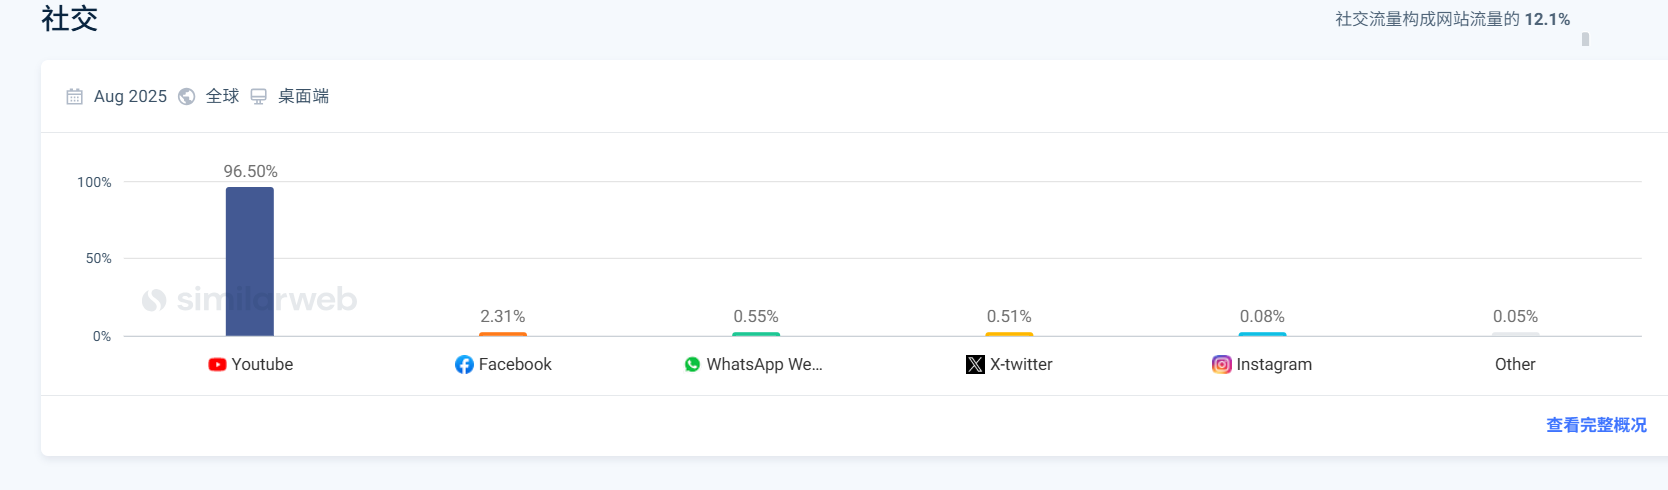 社交
社交流量构成网站流量的 12.1%
Aug 2025 全球 桌面端
96.50%
100%
50%
similarweb
2.31% 0.55% 0.51% 0.08% 0.05%
0%
Youtube Facebook WhatsApp We... X-twitter Instagram Other
查看完整概况